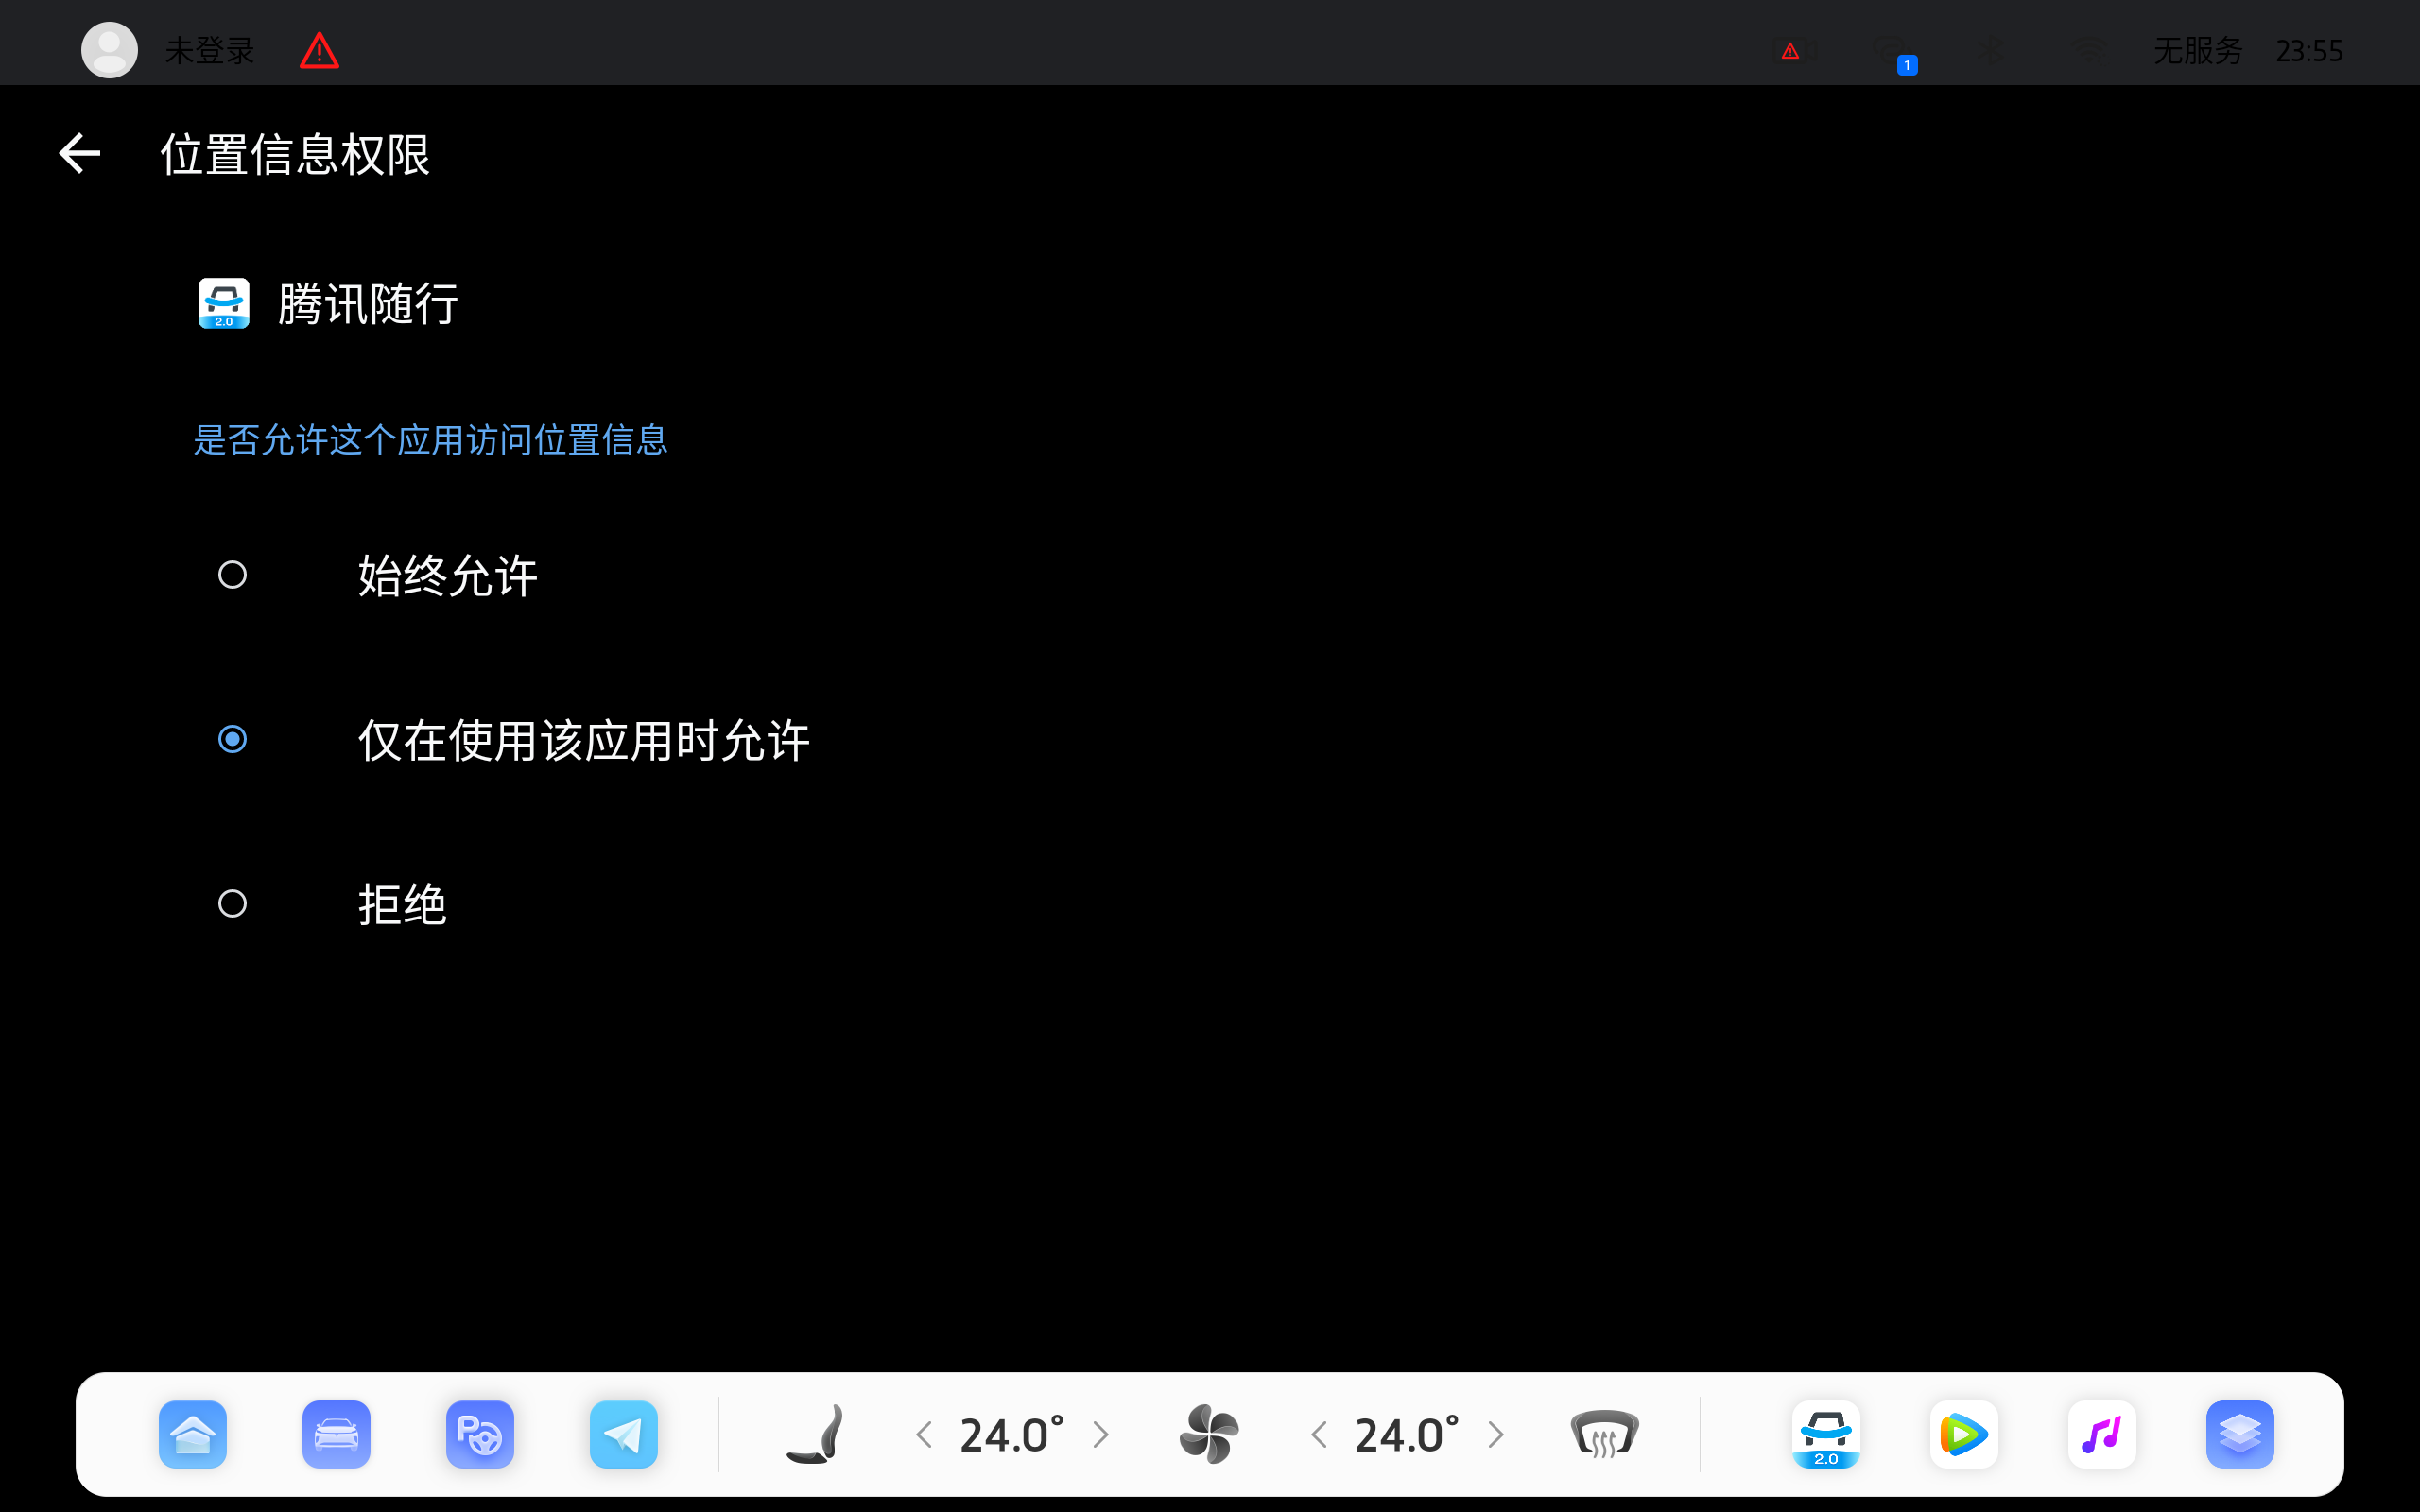 未登录
1
无服务
23:55
位置信息权限
2.0
腾讯随行
是否允许这个应用访问位置信息
始终允许
仅在使用该应用时允许
拒绝
P
24.0°
24.0°
2.0